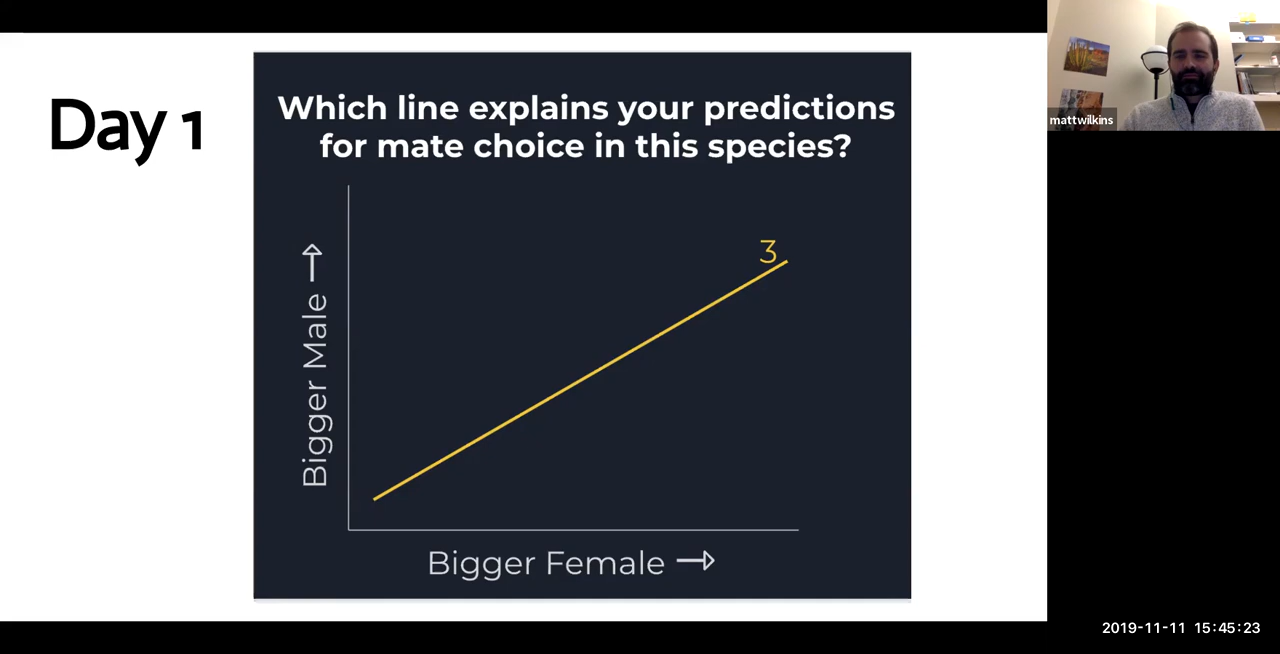 Day 1
Which line explains your predictions
for mate choice in this species?
3
Bigger Male
Bigger Female
mattwilkins
2019-11-11 15:45:23